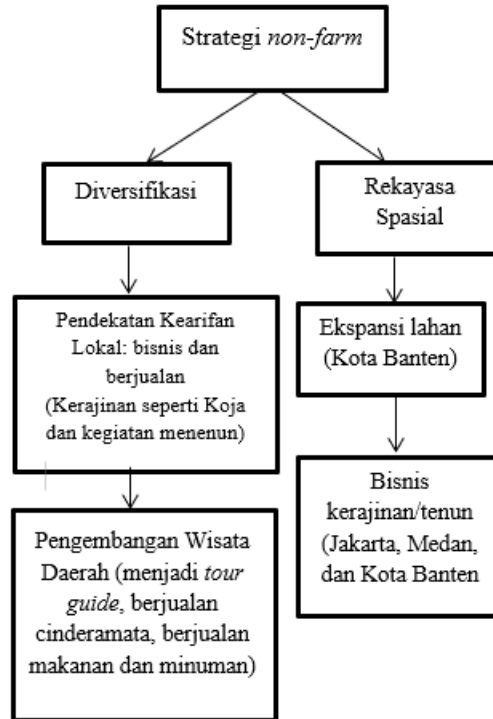 Strategi non-farm
Diversifikasi
Rekayasa
Spasial
Pendekatan Kearifan
Lokal: bisnis dan
berjualan
(Kerajinan seperti Koja
dan kegiatan menenun)
Ekspansi lahan
(Kota Banten)
Pengembangan Wisata
Daerah (menjadi tour
guide, berjualan
cinderamata, berjualan
makanan dan minuman)
Bisnis
kerajinan/tenun
(Jakarta, Medan,
dan Kota Banten